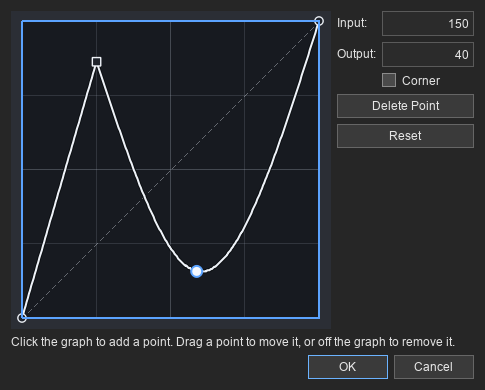 Input: 150
Output: 40
Corner
Delete Point
Reset
Click the graph to add a point. Drag a point to move it, or off the graph to remove it.
OK Cancel